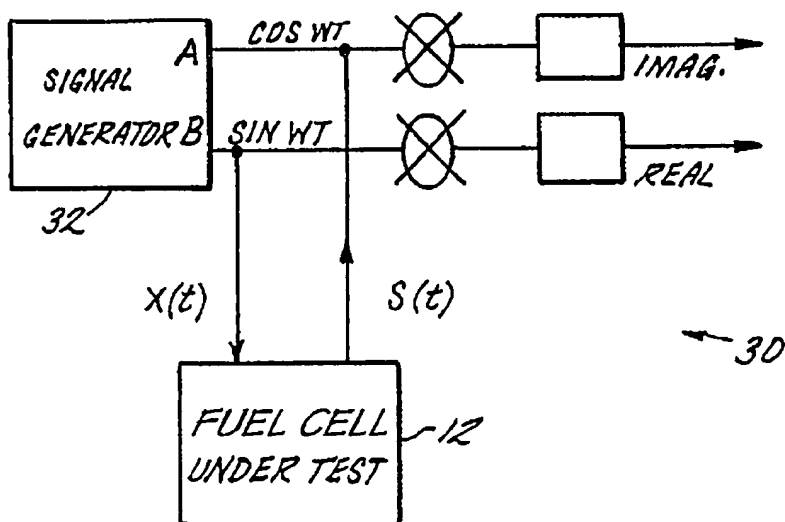 SIGNAL
GENERATOR
A
B
COS WT
SIN WT
IMAG.
REAL
32
X(t)
S(t)
30
FUEL CELL
UNDER TEST
12